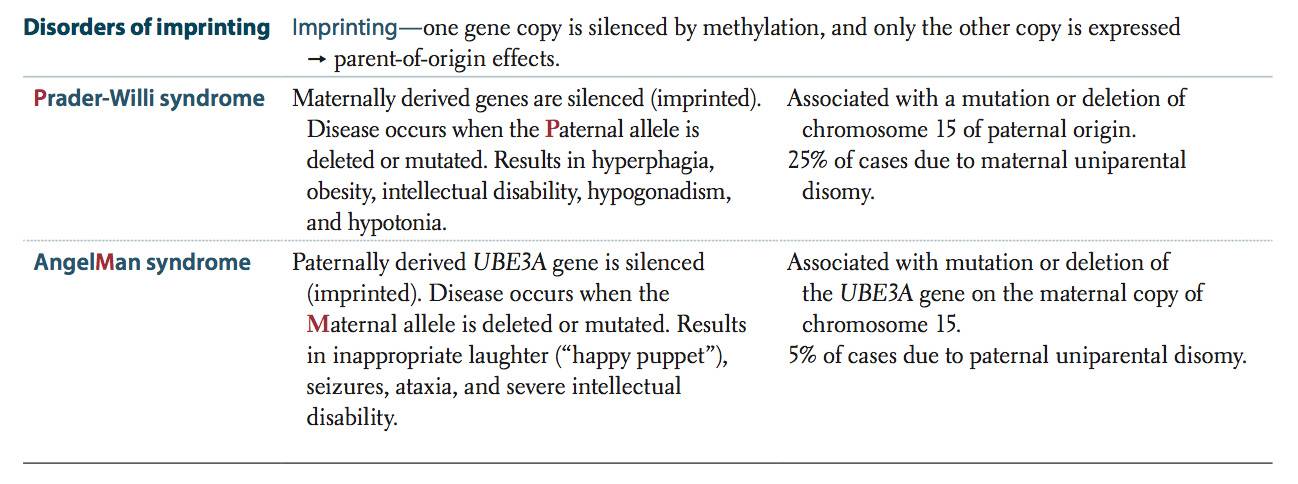 Disorders of imprinting
Imprinting—one gene copy is silenced by methylation, and only the other copy is expressed
→ parent-of-origin effects.
Prader-Willi syndrome
Maternally derived genes are silenced (imprinted).
Disease occurs when the Paternal allele is
deleted or mutated. Results in hyperphagia,
obesity, intellectual disability, hypogonadism,
and hypotonia.
Associated with a mutation or deletion of
chromosome 15 of paternal origin.
25% of cases due to maternal uniparental
disomy.
AngelMan syndrome
Paternally derived UBE3A gene is silenced
(imprinted). Disease occurs when the
Maternal allele is deleted or mutated. Results
in inappropriate laughter (“happy puppet”),
seizures, ataxia, and severe intellectual
disability.
Associated with mutation or deletion of
the UBE3A gene on the maternal copy of
chromosome 15.
5% of cases due to paternal uniparental disomy.